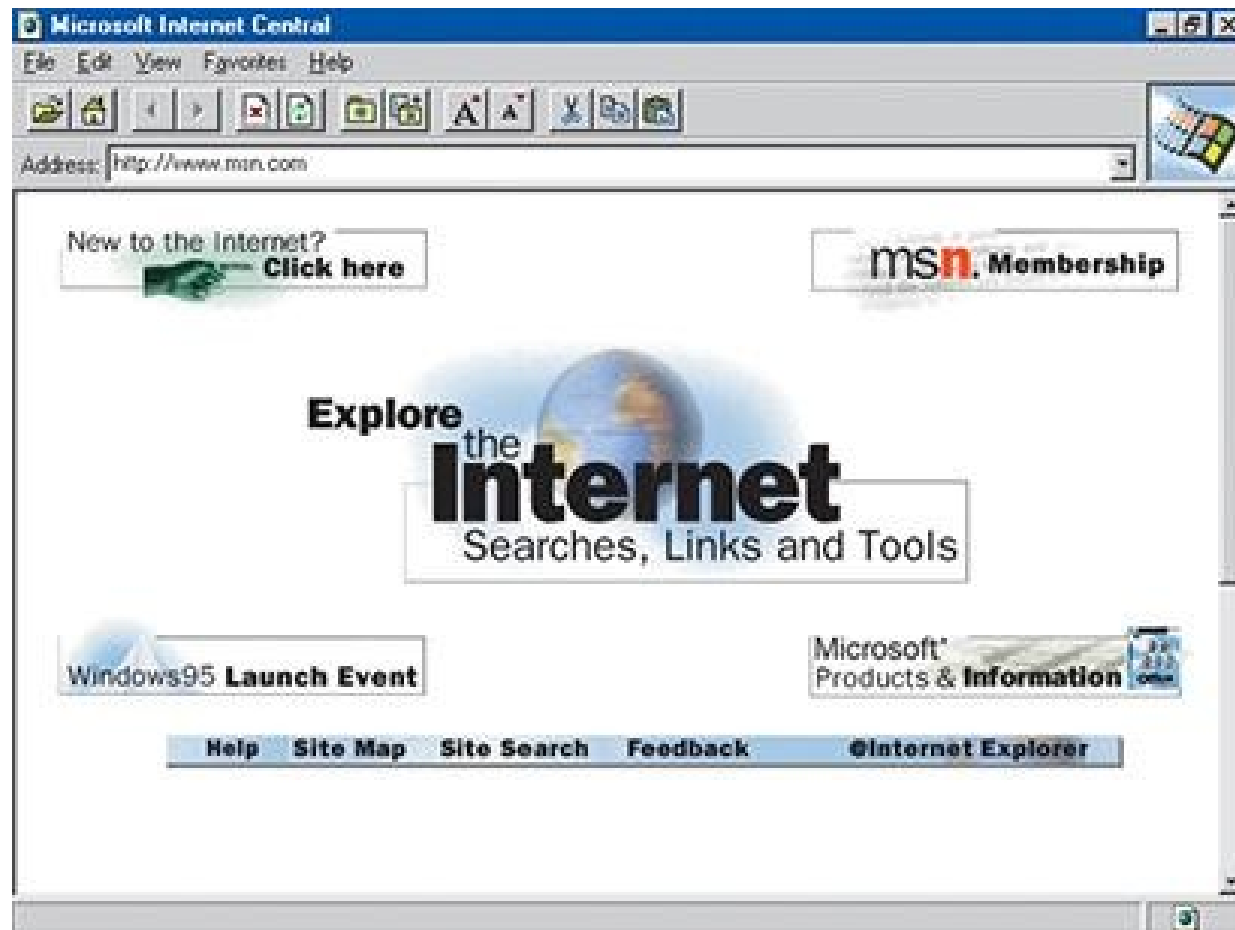 Microsoft Internet Central
File Edit View Favorites Help
Address: http://www.msn.com
New to the Internet?
Click here
msn. Membership
Explore
the
Internet
Searches, Links and Tools
Windows95 Launch Event
Microsoft
Products & Information
Office
Help Site Map Site Search Feedback @Internet Explorer